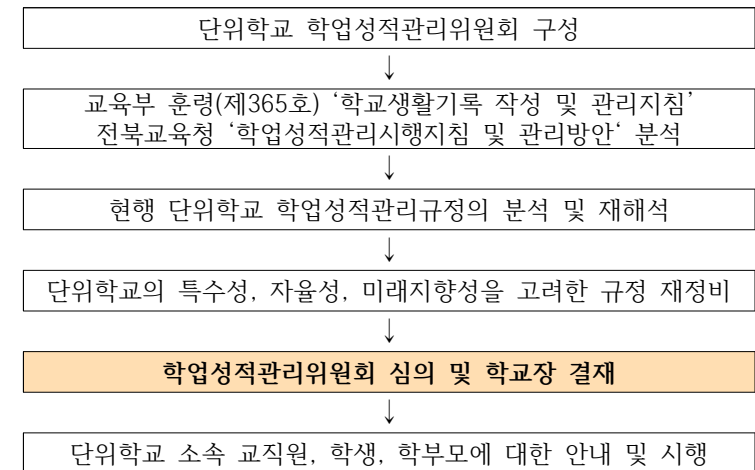 단위학교 학업성적관리위원회 구성
↓
교육부 훈령(제365호) ‘학교생활기록 작성 및 관리지침’
전북교육청 ‘학업성적관리시행지침 및 관리방안‘ 분석
↓
현행 단위학교 학업성적관리규정의 분석 및 재해석
↓
단위학교의 특수성, 자율성, 미래지향성을 고려한 규정 재정비
↓
학업성적관리위원회 심의 및 학교장 결재
↓
단위학교 소속 교직원, 학생, 학부모에 대한 안내 및 시행